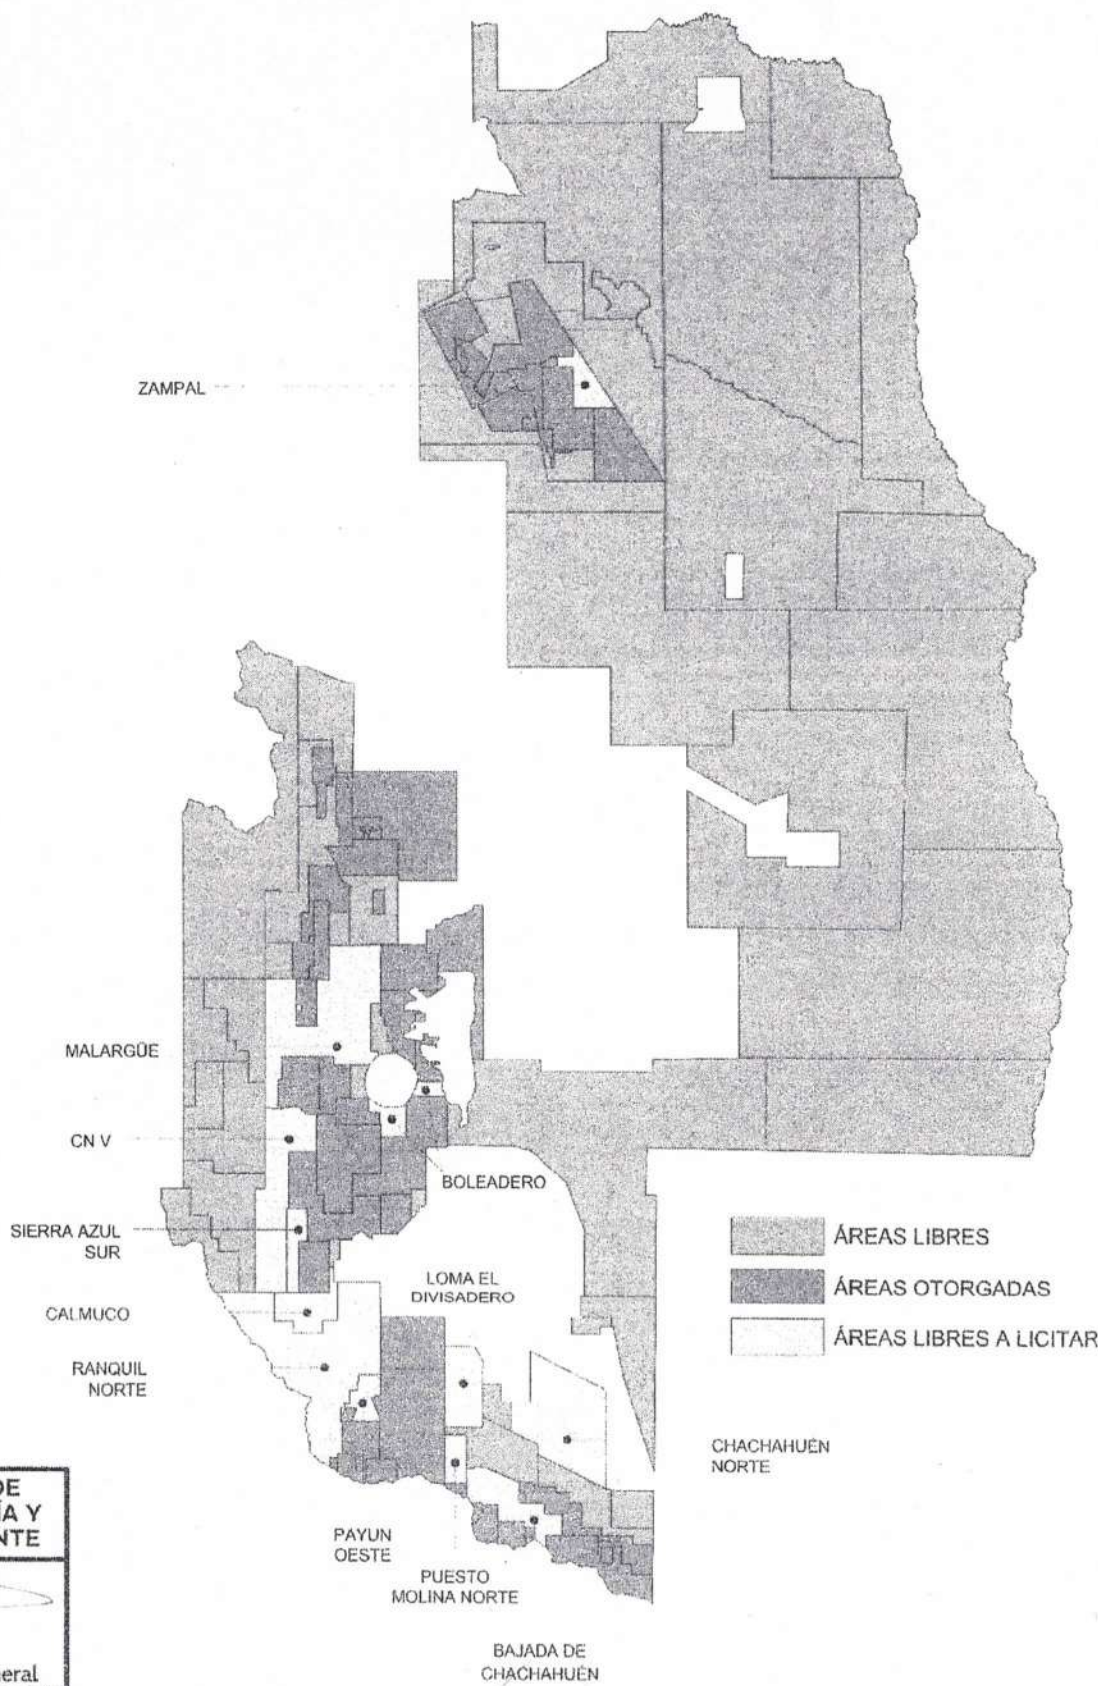 ZAMPAL
MALARGÜE
CN V
BOLEADERO
SIERRA AZUL
SUR
ÁREAS LIBRES
LOMA EL
DIVISADERO
ÁREAS OTORGADAS
CALMUCO
ÁREAS LIBRES A LICITAR
RANQUIL
NORTE
CHACHAHUÉN
NORTE
DE
ÍA Y
NTE
PAYUN
OESTE
PUESTO
MOLINA NORTE
BAJADA DE
CHACHAHUÉN
neral